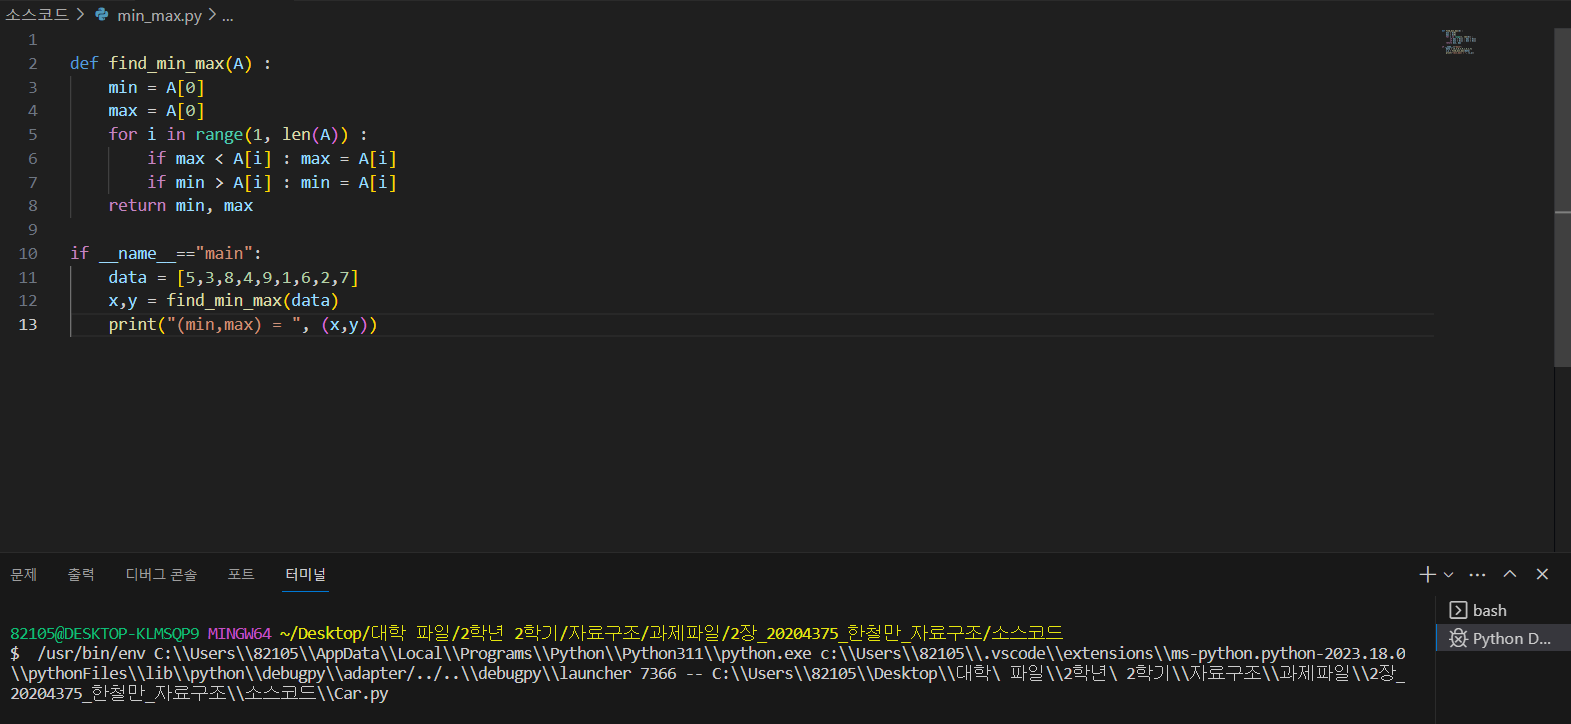 소스코드 > min_max.py > ...
1
2 def find_min_max(A) :
3 min = A[0]
4 max = A[0]
5 for i in range(1, len(A)) :
6 if max < A[i] : max = A[i]
7 if min > A[i] : min = A[i]
8 return min, max
9
10 if __name__=="main":
11 data = [5,3,8,4,9,1,6,2,7]
12 x,y = find_min_max(data)
13 print("(min,max) = ", (x,y))
문제 출력 디버그 콘솔 포트 터미널
82105@DESKTOP-KLMSQP9 MINGW64 ~/Desktop/대학 파일/2학년 2학기/자료구조/과제파일/2장_20204375_한철만_자료구조/소스코드
$ /usr/bin/env C:\\Users\\82105\\AppData\\Local\\Programs\\Python\\Python311\\python.exe c:\\Users\\82105\\.vscode\\extensions\\ms-python.python-2023.18.0
\\pythonFiles\\lib\\python\\debugpy\\adapter/../..\\debugpy\\launcher 7366 -- C:\\Users\\82105\\Desktop\\대학\ 파일\\2학년\ 2학기\\자료구조\\과제파일\\2장_
20204375_한철만_자료구조\\소스코드\\Car.py
bash
Python D...